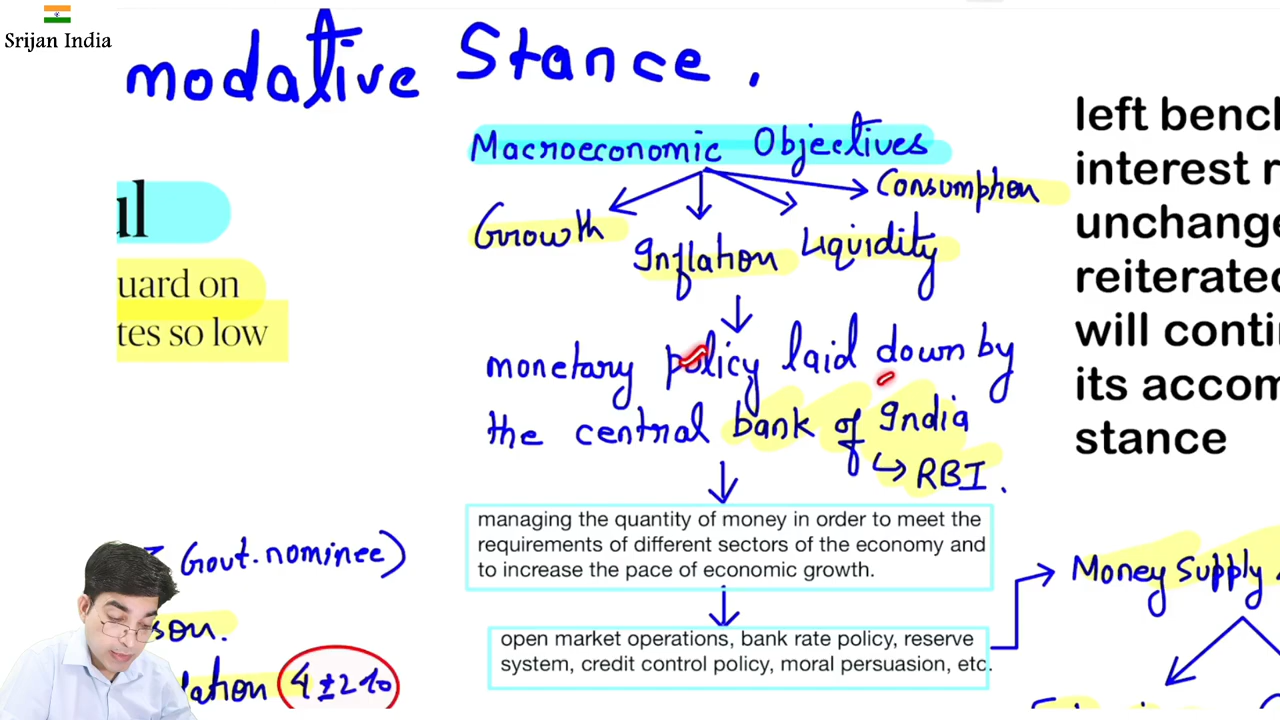 Srijan India
modative Stance.
Macroeconomic Objectives
Consumption
Growth
Inflation
Liquidity
monetary policy laid down by
the central bank of India
↳ RBI.
managing the quantity of money in order to meet the
requirements of different sectors of the economy and
to increase the pace of economic growth.
open market operations, bank rate policy, reserve
system, credit control policy, moral persuasion, etc.
ul
uard on
tes so low
Govt. nominee)
son.
lation 4 ± 2 %
left bencl
interest r
unchange
reiterated
will contin
its accom
stance
Money Supply